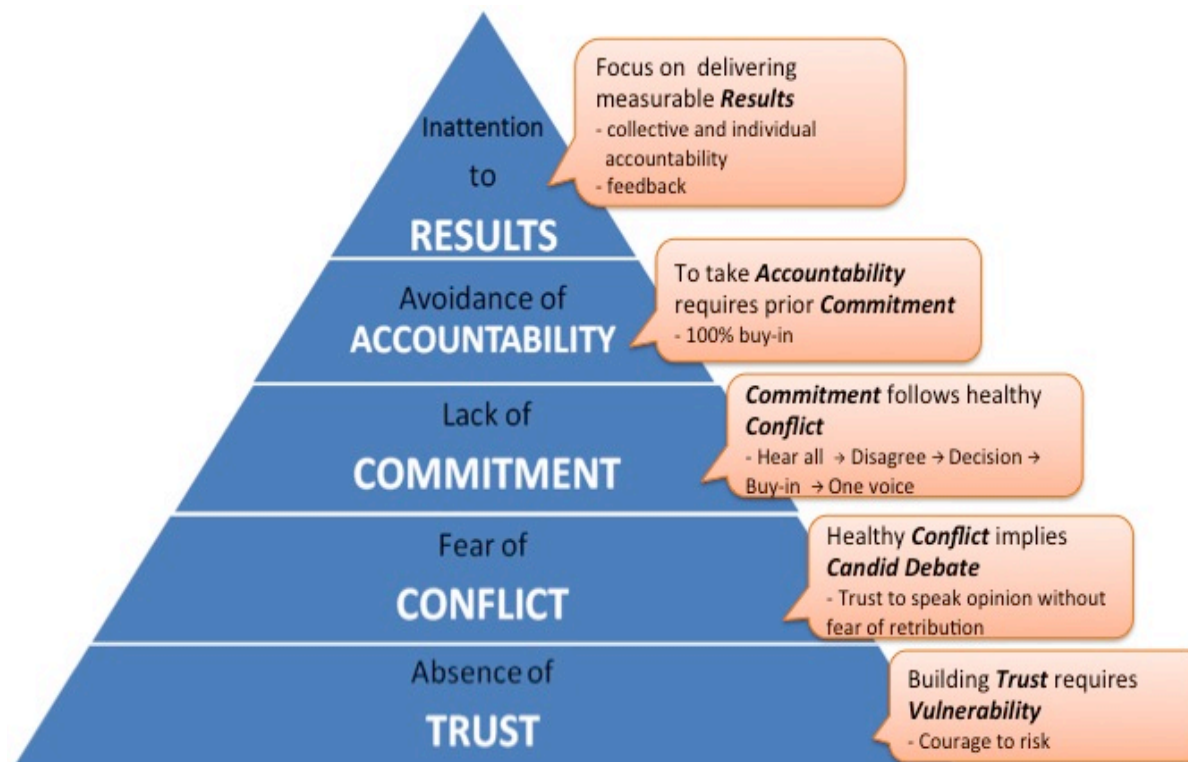 Inattention
to
RESULTS
Focus on delivering
measurable Results
- collective and individual
accountability
- feedback
Avoidance of
ACCOUNTABILITY
To take Accountability
requires prior Commitment
- 100% buy-in
Lack of
COMMITMENT
Commitment follows healthy
Conflict
- Hear all → Disagree → Decision →
Buy-in → One voice
Fear of
CONFLICT
Healthy Conflict implies
Candid Debate
- Trust to speak opinion without
fear of retribution
Absence of
TRUST
Building Trust requires
Vulnerability
- Courage to risk